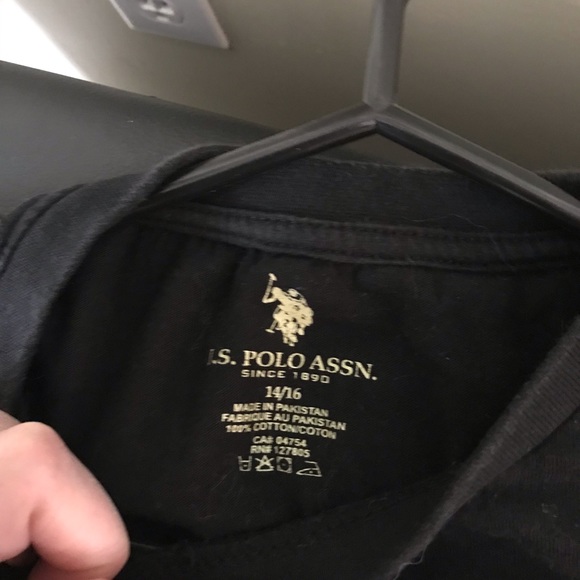 .S. POLO ASSN.
SINCE 1890
14/16
MADE IN PAKISTAN
FABRIQUE AU PAKISTAN
100% COTTON/COTON
CA# 04754
RN# 127805